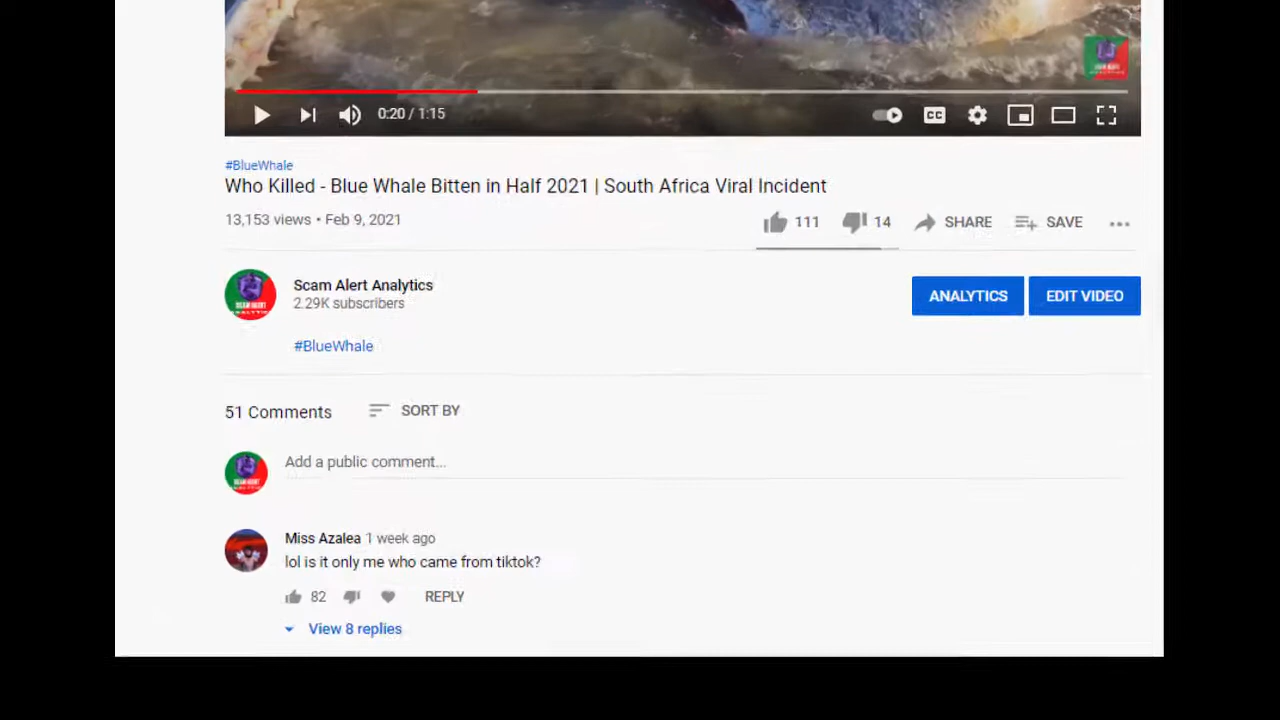 0:20 / 1:15
CC
#BlueWhale
Who Killed - Blue Whale Bitten in Half 2021 | South Africa Viral Incident
13,153 views • Feb 9, 2021
111
14
SHARE
SAVE
Scam Alert Analytics
2.29K subscribers
ANALYTICS
EDIT VIDEO
#BlueWhale
51 Comments
SORT BY
Add a public comment...
Miss Azalea 1 week ago
lol is it only me who came from tiktok?
82
REPLY
View 8 replies